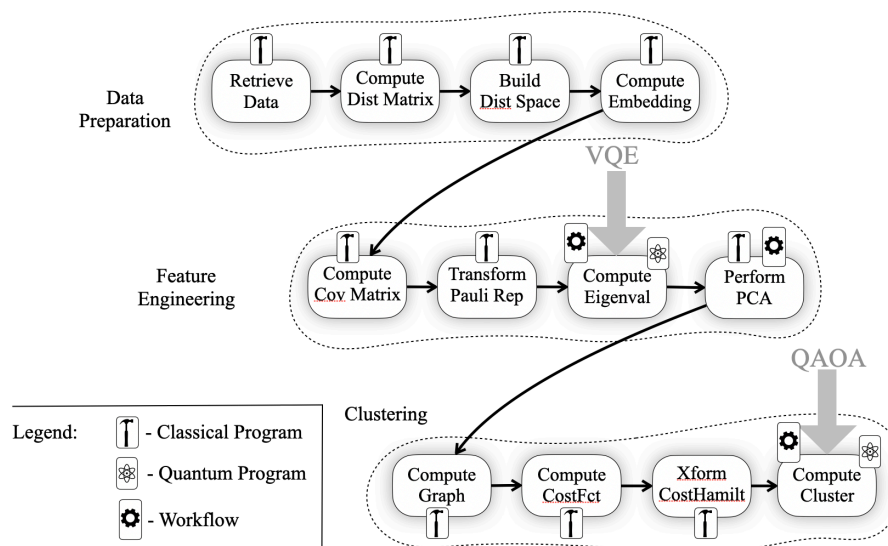 Data
Preparation
Retrieve
Data
Compute
Dist Matrix
Build
Dist Space
Compute
Embedding
VQE
Feature
Engineering
Compute
Cov Matrix
Transform
Pauli Rep
Compute
Eigenval
Perform
PCA
QAOA
Clustering
Compute
Graph
Compute
CostFct
Xform
CostHamilt
Compute
Cluster
Legend:
- Classical Program
- Quantum Program
- Workflow